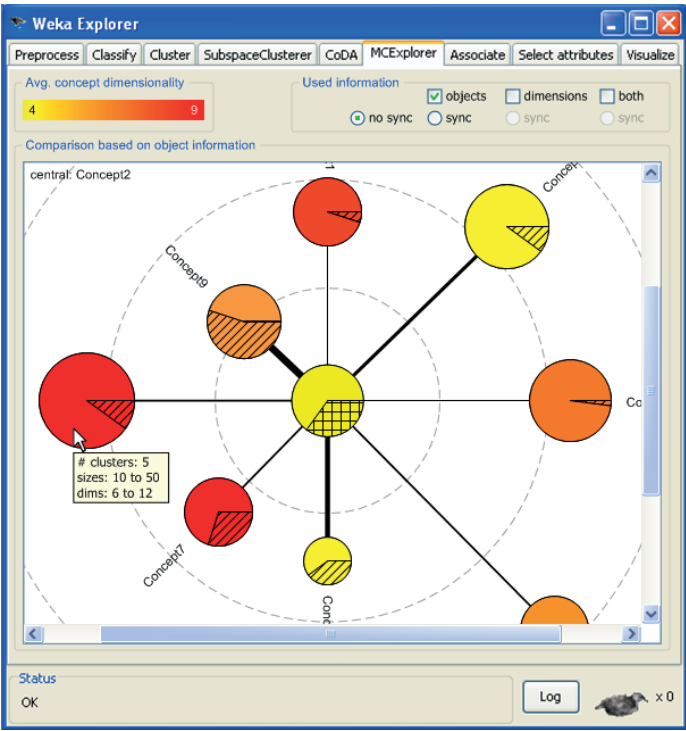 Weka Explorer
Preprocess Classify Cluster SubspaceClusterer CoDA MCExplorer Associate Select attributes Visualize
Avg. concept dimensionality
4 9
Used information
objects dimensions both
no sync sync sync sync
Comparison based on object information
central: Concept2
Concept9
# clusters: 5
sizes: 10 to 50
dims: 6 to 12
Concept7
Status
OK
Log
x 0